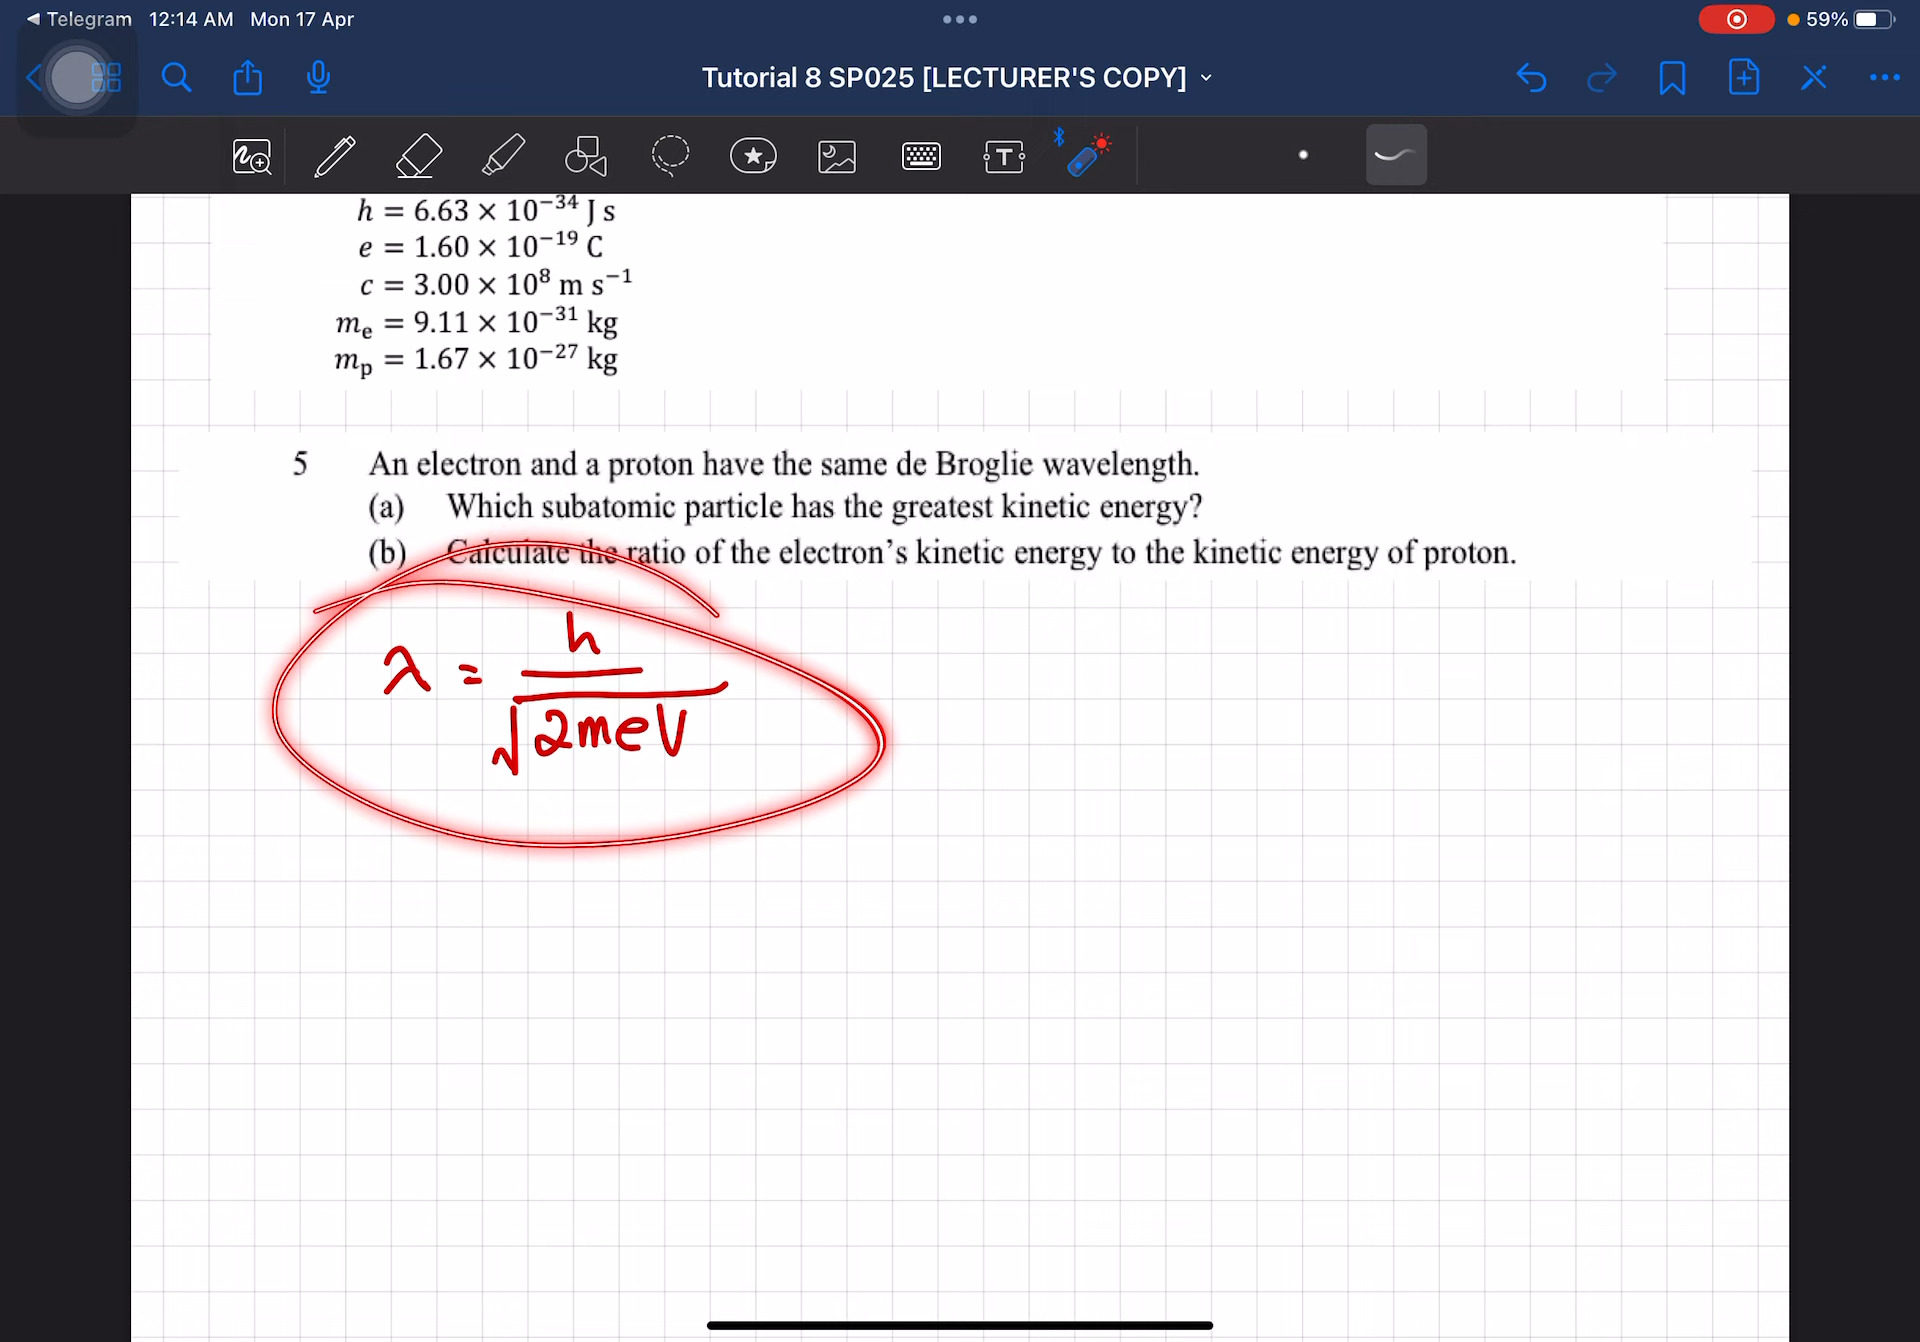 ◀ Telegram 12:14 AM Mon 17 Apr 59%
Tutorial 8 SP025 [LECTURER'S COPY]
h = 6.63 × 10⁻³⁴ J s
e = 1.60 × 10⁻¹⁹ C
c = 3.00 × 10⁸ m s⁻¹
mₑ = 9.11 × 10⁻³¹ kg
mₚ = 1.67 × 10⁻²⁷ kg
5 An electron and a proton have the same de Broglie wavelength.
(a) Which subatomic particle has the greatest kinetic energy?
(b) Calculate the ratio of the electron’s kinetic energy to the kinetic energy of proton.
λ = h / √2meV